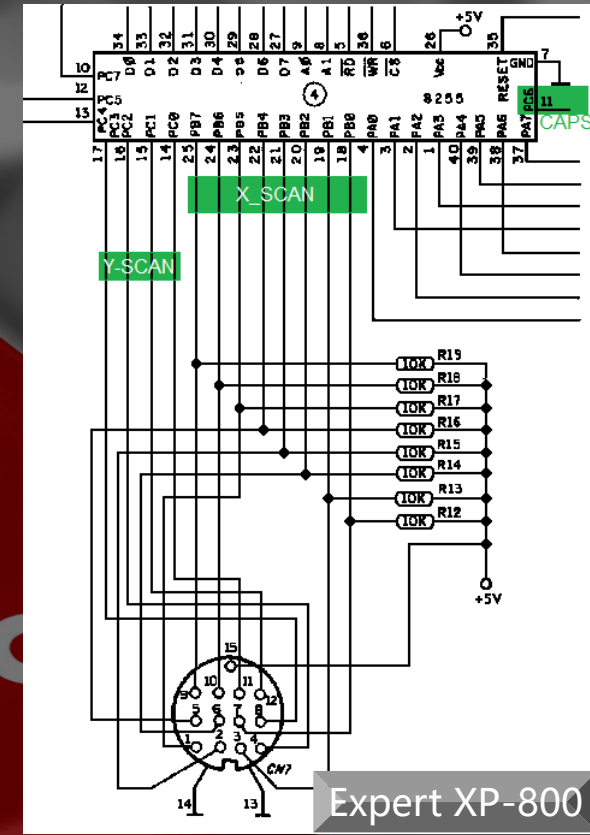 34 33 32 31 30 29 28 27 9 8 5 36 6 26 +5V 35
D0 D1 D2 D3 D4 D5 D6 D7 A0 A1 RD WR CS Vcc RESET GND 7
10 PC7
12 PC5
13 PC4
4
8255
PC6 11
CAPS
PC3 PC2 PC1 PC0 PB7 PB6 PB5 PB4 PB3 PB2 PB1 PB0 PA0 PA1 PA2 PA3 PA4 PA5 PA6 PA7
17 16 15 14 25 24 23 22 21 20 19 18 4 3 2 1 40 39 38 37
X_SCAN
Y-SCAN
10K R19
10K R18
10K R17
10K R16
10K R15
10K R14
10K R13
10K R12
+5V
15
9 10 11 12
5 6 7 8
1 2 3 4
CN7
14 13
Expert XP-800